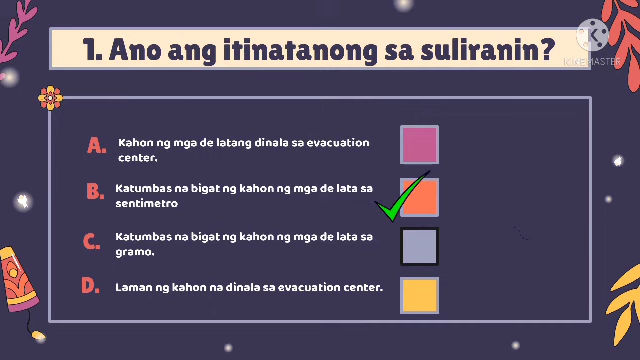 1. Ano ang itinatanong sa suliranin?
KINEMASTER
A. Kahon ng mga de latang dinala sa evacuation
center.
B. Katumbas na bigat ng kahon ng mga de lata sa
sentimetro
C. Katumbas na bigat ng kahon ng mga de lata sa
gramo.
D. Laman ng kahon na dinala sa evacuation center.